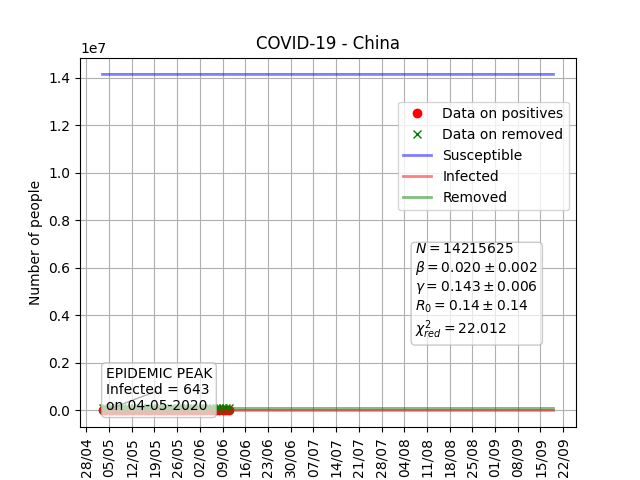 COVID-19 - China
1e7
Number of people
1.4
1.2
1.0
0.8
0.6
0.4
0.2
0.0
Data on positives
Data on removed
Susceptible
Infected
Removed
N = 14215625
β = 0.020 ± 0.002
γ = 0.143 ± 0.006
R₀ = 0.14 ± 0.14
χ²_red = 22.012
EPIDEMIC PEAK
Infected = 643
on 04-05-2020
28/04
05/05
12/05
19/05
26/05
02/06
09/06
16/06
23/06
30/06
07/07
14/07
21/07
28/07
04/08
11/08
18/08
25/08
01/09
08/09
15/09
22/09